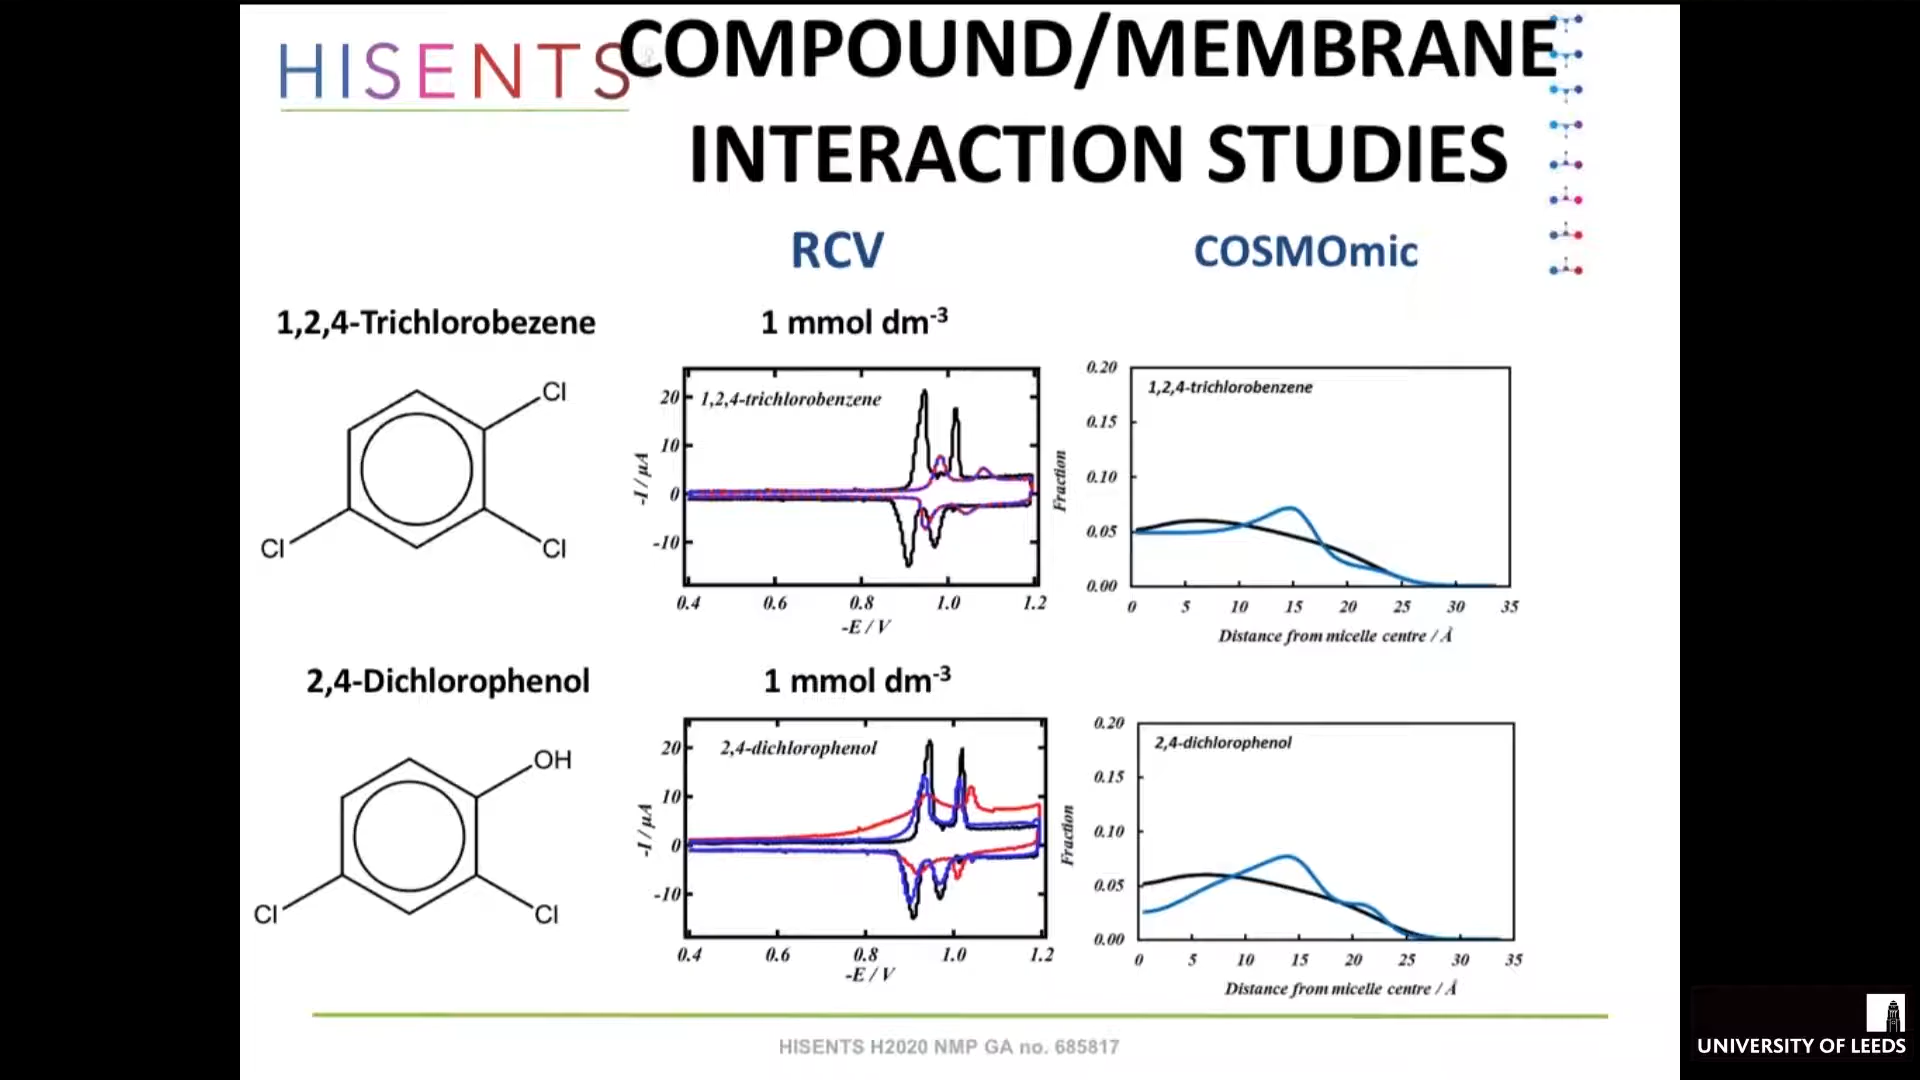 HISENTS
COMPOUND/MEMBRANE
INTERACTION STUDIES
RCV
COSMOmic
1,2,4-Trichlorobezene
1 mmol dm-3
Cl
Cl
Cl
1,2,4-trichlorobenzene
20
10
0
-10
-I / µA
0.4 0.6 0.8 1.0 1.2
-E / V
1,2,4-trichlorobenzene
0.20
0.15
0.10
0.05
0.00
Fraction
0 5 10 15 20 25 30 35
Distance from micelle centre / Å
2,4-Dichlorophenol
1 mmol dm-3
OH
Cl
Cl
2,4-dichlorophenol
20
10
0
-10
-I / µA
0.4 0.6 0.8 1.0 1.2
-E / V
2,4-dichlorophenol
0.20
0.15
0.10
0.05
0.00
Fraction
0 5 10 15 20 25 30 35
Distance from micelle centre / Å
HISENTS H2020 NMP GA no. 685817
UNIVERSITY OF LEEDS